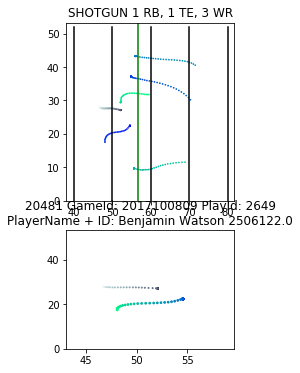 SHOTGUN 1 RB, 1 TE, 3 WR
50
40
30
20
10
0
40 50 60 70 80
20481 GameId: 2017100809 PlayId: 2649
PlayerName + ID: Benjamin Watson 2506122.0
40
20
0
45 50 55